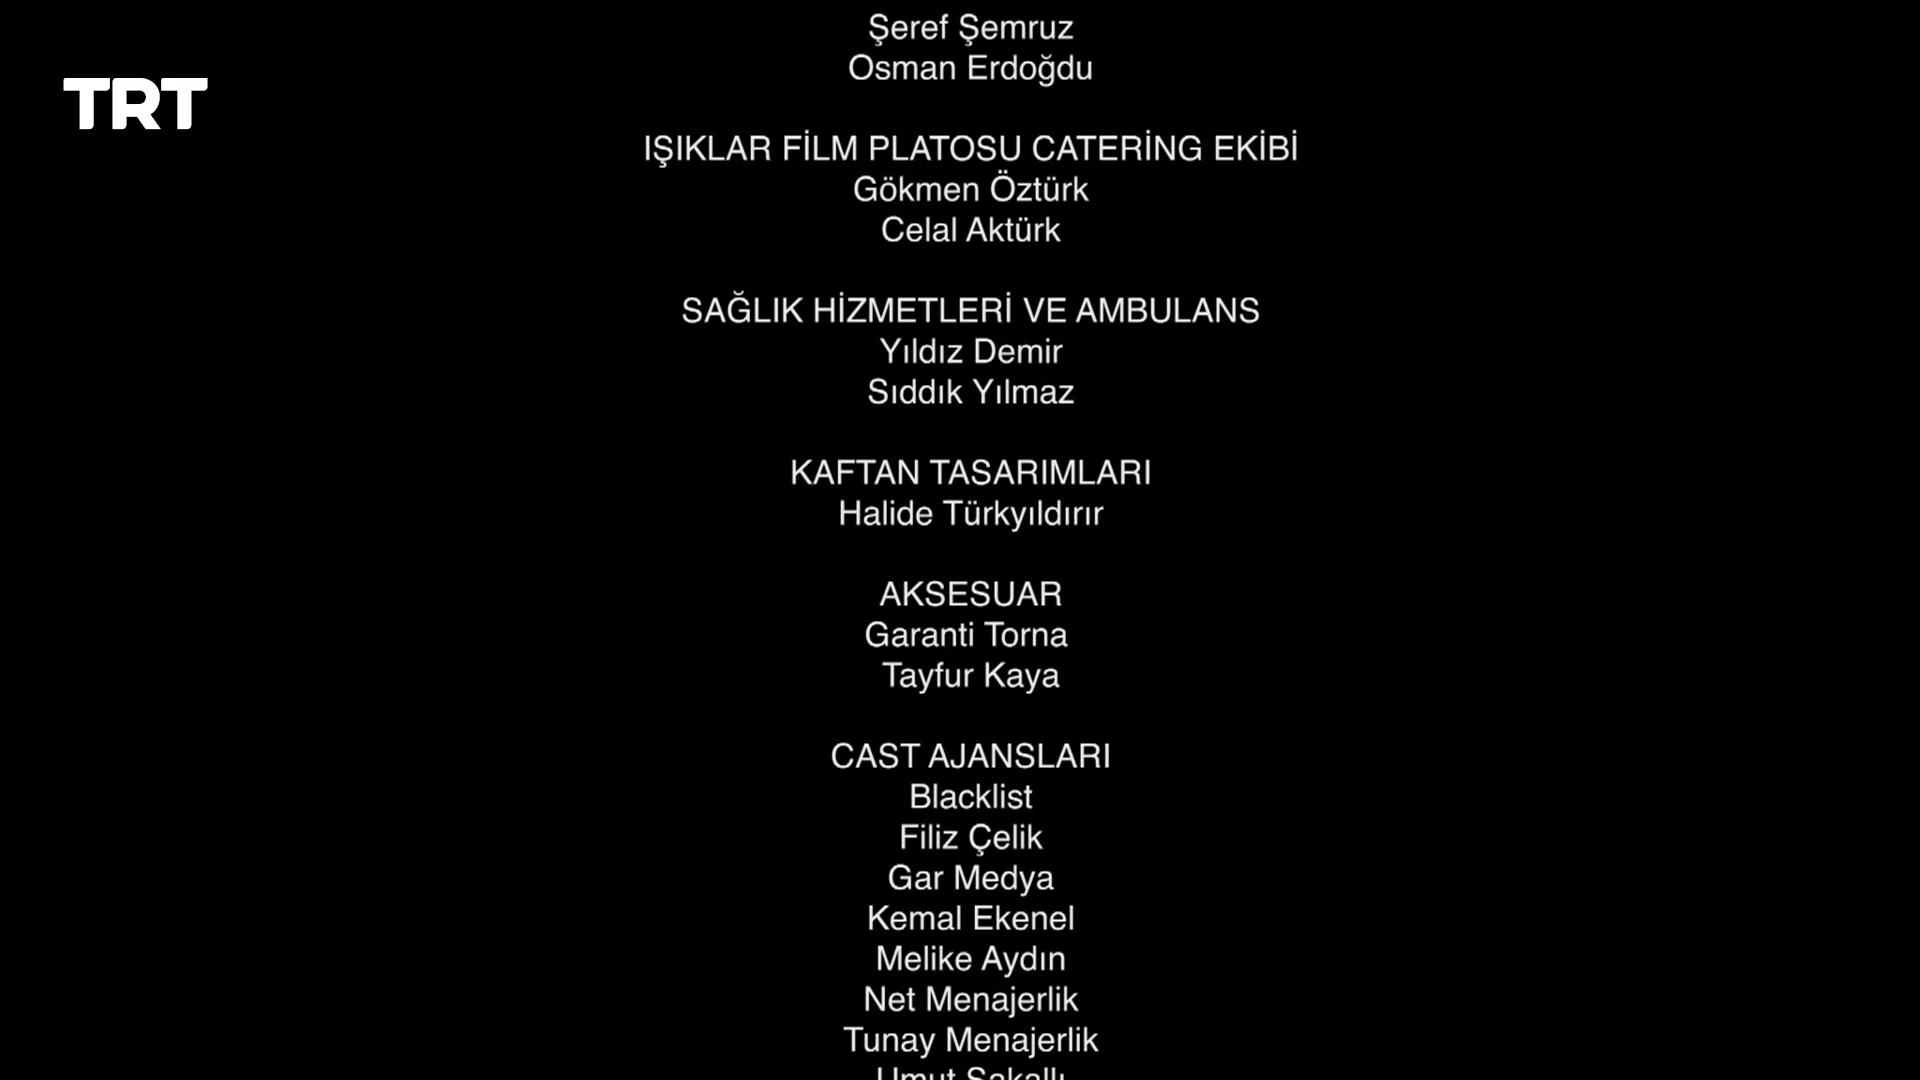 Şeref Şemruz
TRT
Osman Erdoğdu
IŞIKLAR FİLM PLATOSU CATERİNG EKİBİ
Gökmen Öztürk
Celal Aktürk
SAĞLIK HİZMETLERİ VE AMBULANS
Yıldız Demir
Sıddık Yılmaz
KAFTAN TASARIMLARI
Halide Türkyıldırır
AKSESUAR
Garanti Torna
Tayfur Kaya
CAST AJANSLARI
Blacklist
Filiz Çelik
Gar Medya
Kemal Ekenel
Melike Aydın
Net Menajerlik
Tunay Menajerlik
Umut Sakallı